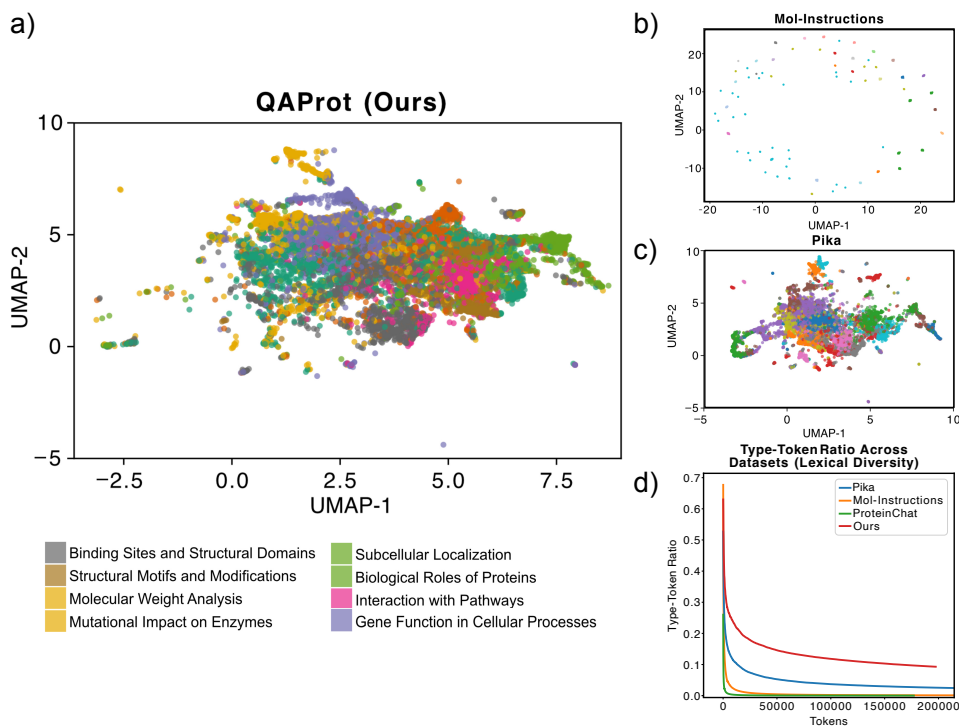 a)
QAProt (Ours)
UMAP-2
10
5
0
−5
−2.5
0.0
2.5
5.0
7.5
UMAP-1
Binding Sites and Structural Domains
Structural Motifs and Modifications
Molecular Weight Analysis
Mutational Impact on Enzymes
Subcellular Localization
Biological Roles of Proteins
Interaction with Pathways
Gene Function in Cellular Processes
b)
Mol-Instructions
UMAP-2
20
10
0
-10
-20
-10
0
10
20
UMAP-1
c)
Pika
UMAP-2
10
5
0
−5
−5
0
5
10
UMAP-1
d)
Type-Token Ratio Across
Datasets (Lexical Diversity)
Type-Token Ratio
0.7
0.6
0.5
0.4
0.3
0.2
0.1
0.0
Pika
Mol-Instructions
ProteinChat
Ours
0
50000
100000
150000
200000
Tokens